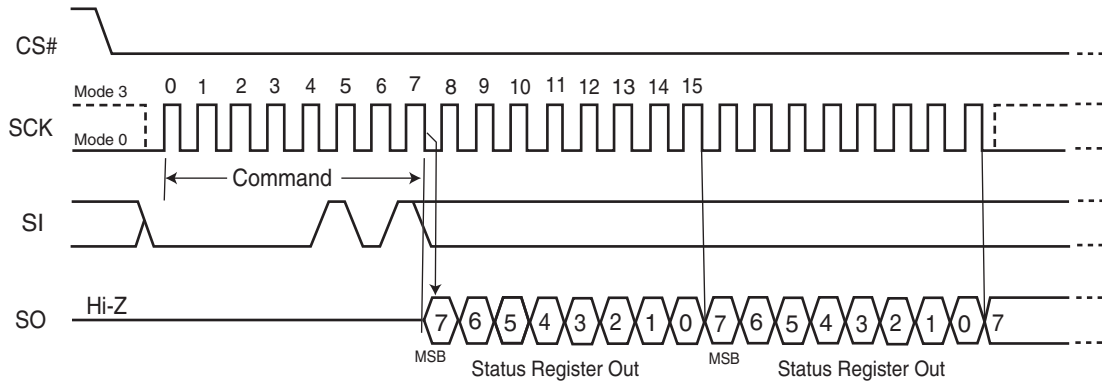 CS#
Mode 3
0 1 2 3 4 5 6 7 8 9 10 11 12 13 14 15
SCK
Mode 0
Command
SI
Hi-Z
SO
7 6 5 4 3 2 1 0 7 6 5 4 3 2 1 0 7
MSB Status Register Out MSB Status Register Out